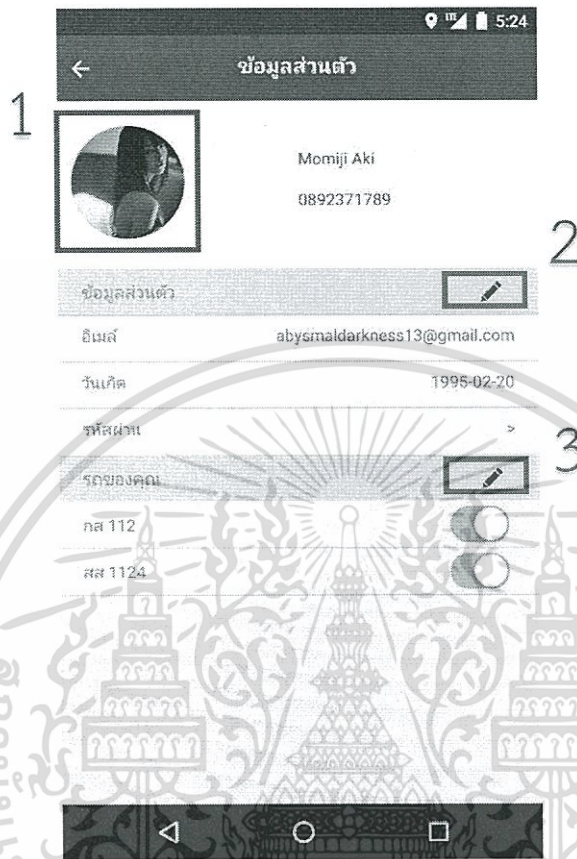 5:24
← ข้อมูลส่วนตัว
1
Momiji Aki
0892371789
2
ข้อมูลส่วนตัว
อีเมล์ abysmaldarkness13@gmail.com
วันเกิด 1995-02-20
รหัสผ่าน >
3
รถของคุณ
กส 112
สส 1124